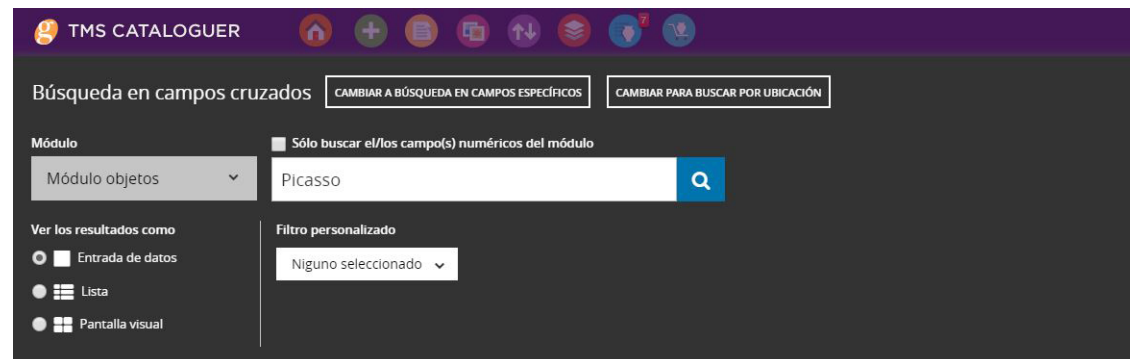 TMS CATALOGUER
7
Búsqueda en campos cruzados CAMBIAR A BÚSQUEDA EN CAMPOS ESPECÍFICOS CAMBIAR PARA BUSCAR POR UBICACIÓN
Módulo Sólo buscar el/los campo(s) numéricos del módulo
Módulo objetos Picasso
Ver los resultados como Filtro personalizado
Entrada de datos Niguno seleccionado
Lista
Pantalla visual